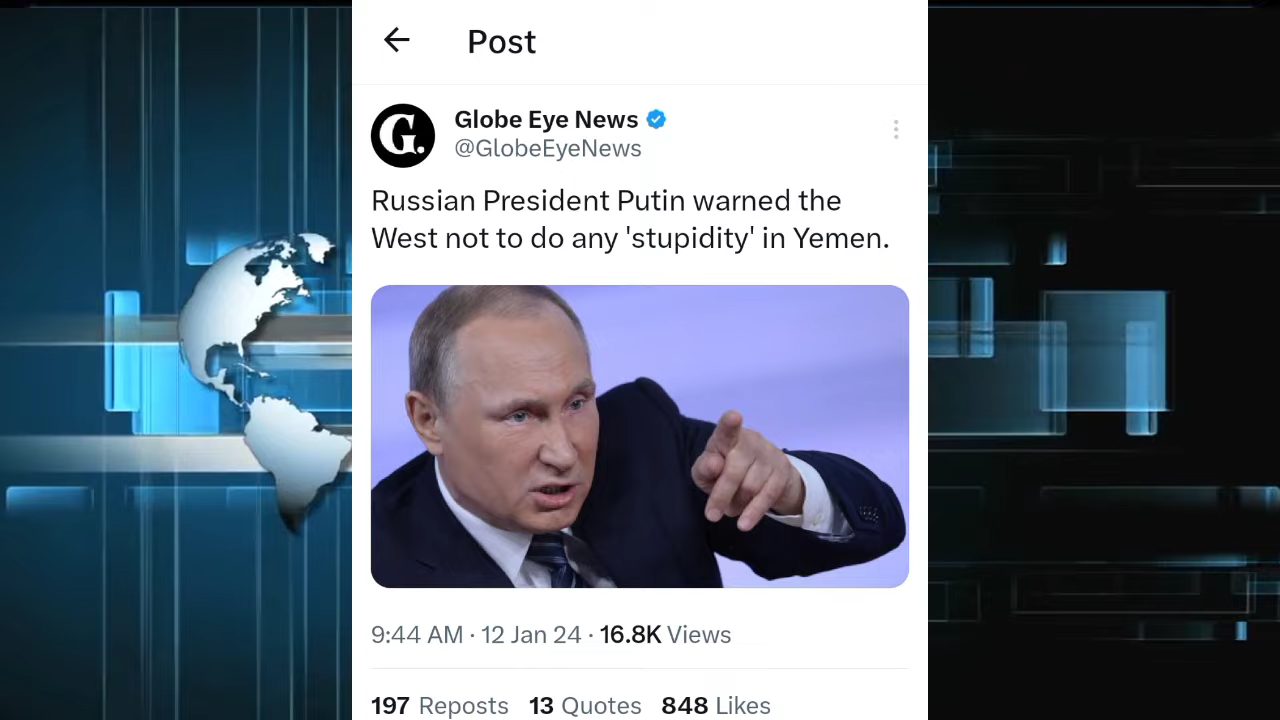 Post
G.
Globe Eye News
@GlobeEyeNews
Russian President Putin warned the
West not to do any 'stupidity' in Yemen.
9:44 AM · 12 Jan 24 · 16.8K Views
197 Reposts 13 Quotes 848 Likes